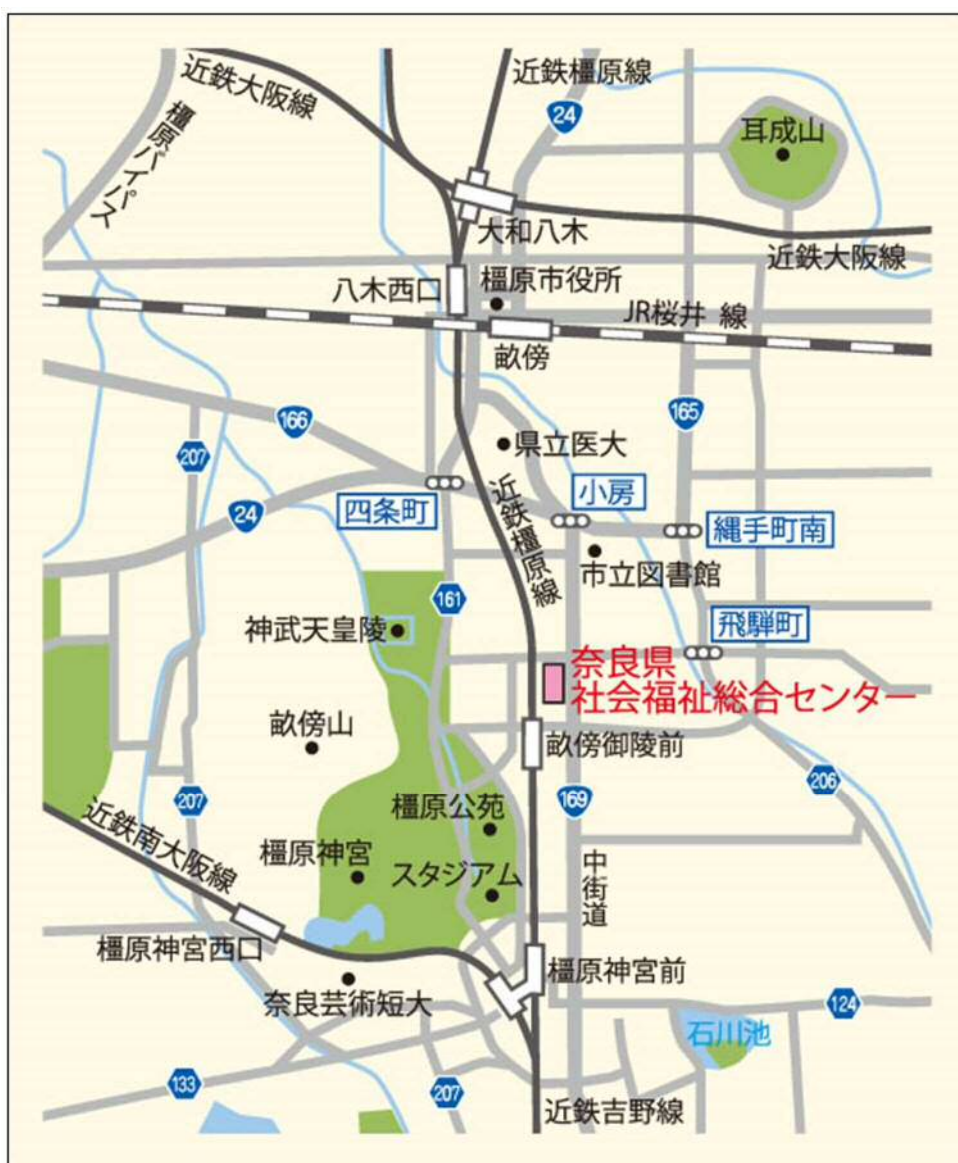 近鉄大阪線
近鉄橿原線
24
橿原バイパス
耳成山
大和八木
近鉄大阪線
八木西口
橿原市役所
JR桜井線
畝傍
166
165
207
県立医大
四条町
小房
24
近鉄橿原線
縄手町南
市立図書館
161
神武天皇陵
飛騨町
奈良県
社会福祉総合センター
畝傍山
畝傍御陵前
206
207
169
橿原公苑
近鉄南大阪線
橿原神宮
スタジアム
中街道
橿原神宮西口
橿原神宮前
奈良芸術短大
124
石川池
133
207
近鉄吉野線